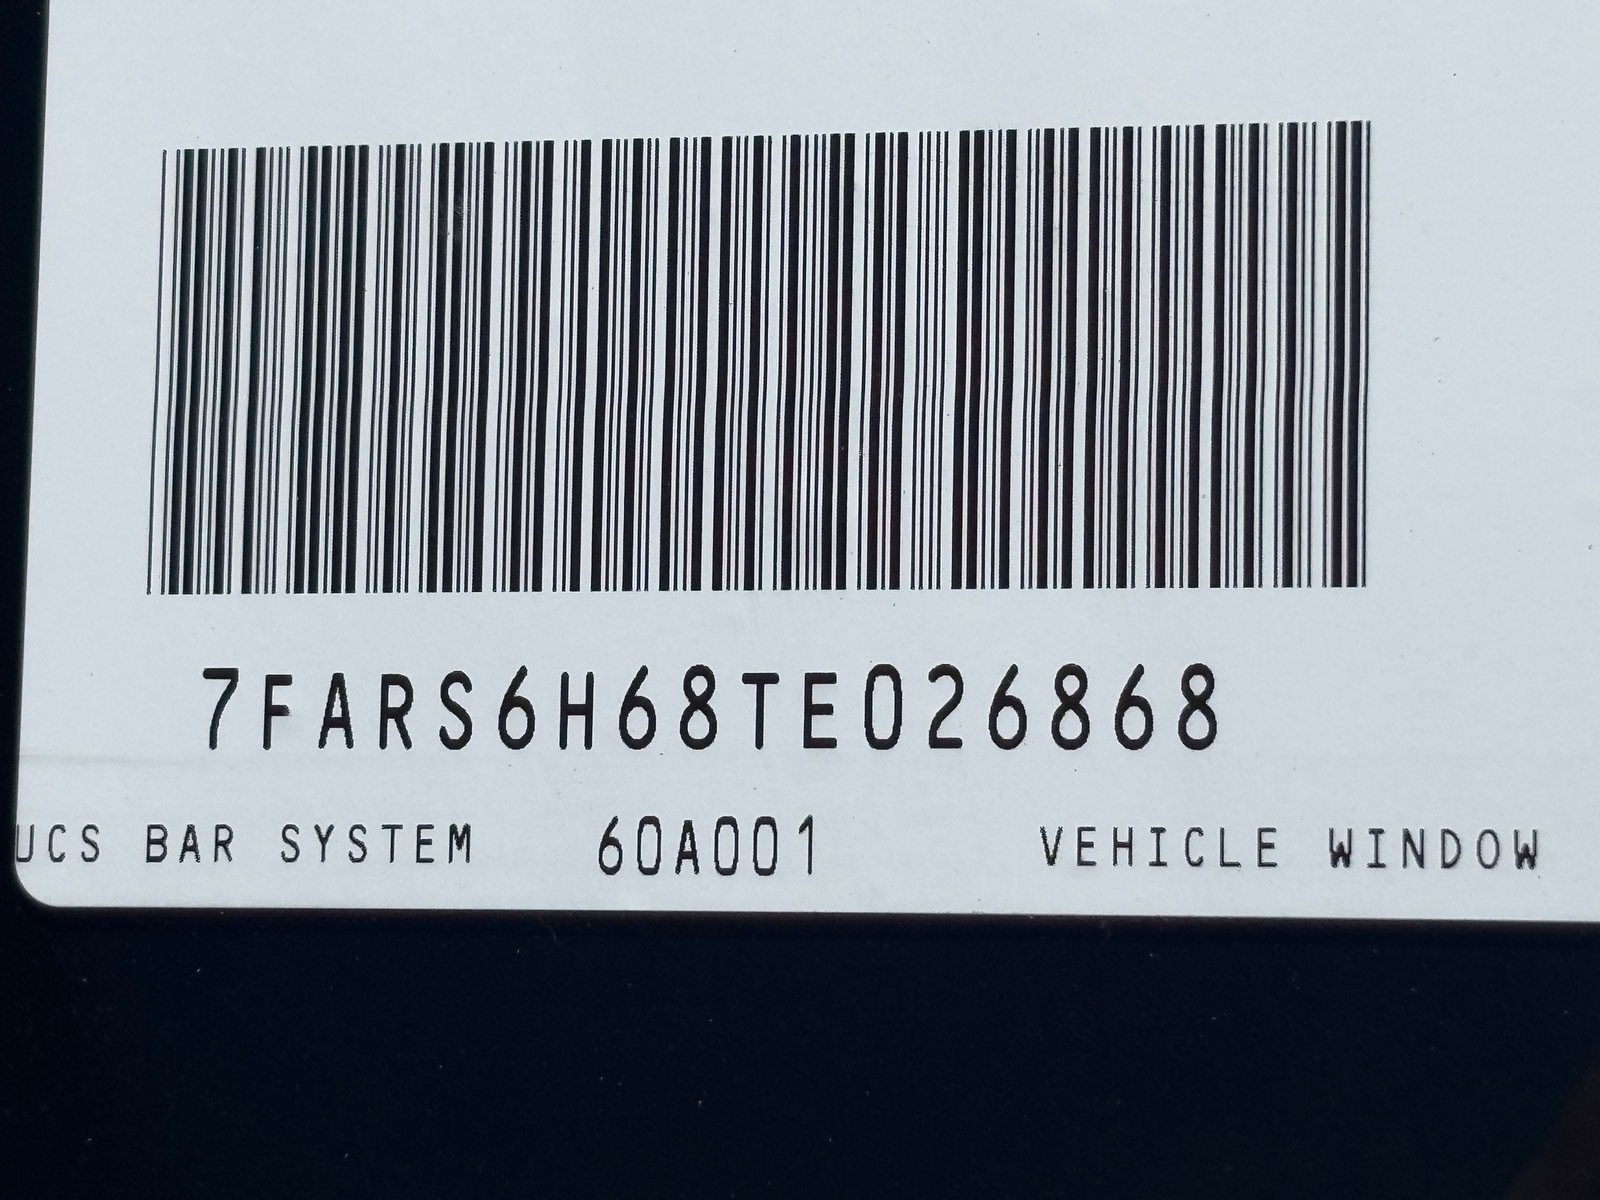 7FARS6H68TE026868
UCS BAR SYSTEM 60A001 VEHICLE WINDOW